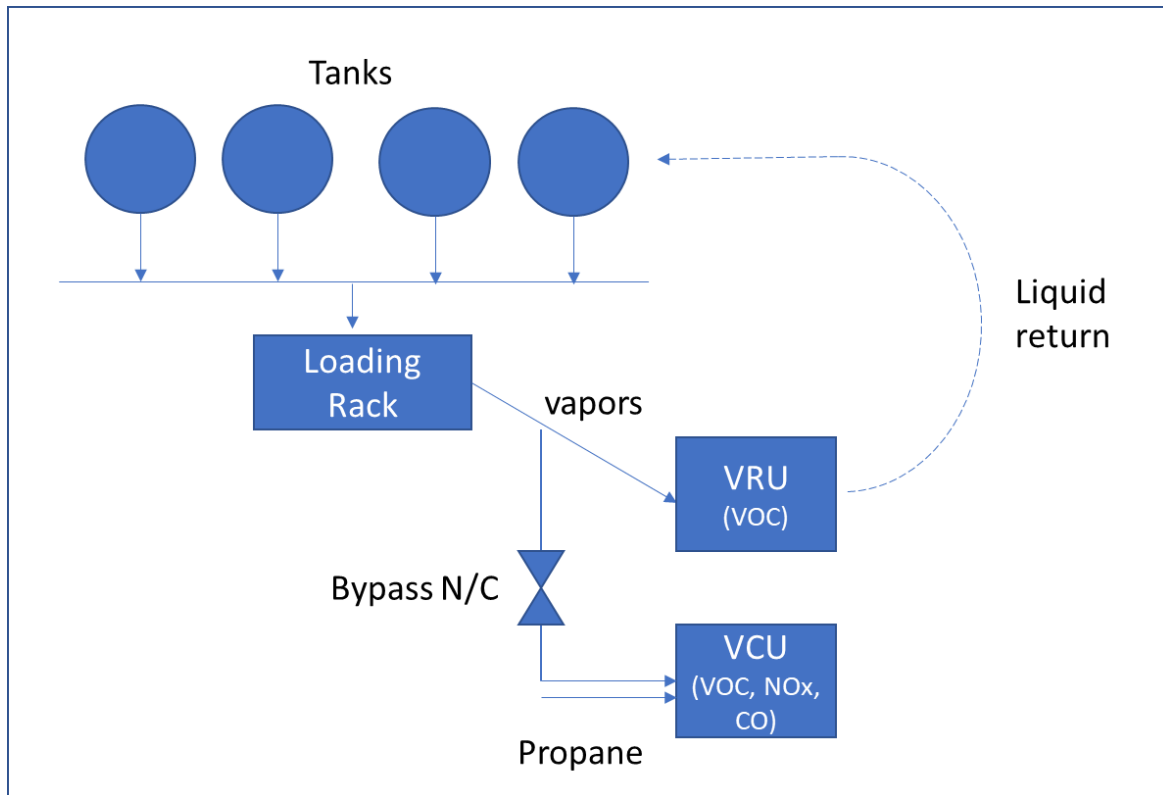 Tanks
Loading
Rack
vapors
Liquid
return
VRU
(VOC)
Bypass N/C
VCU
(VOC, NOx,
CO)
Propane